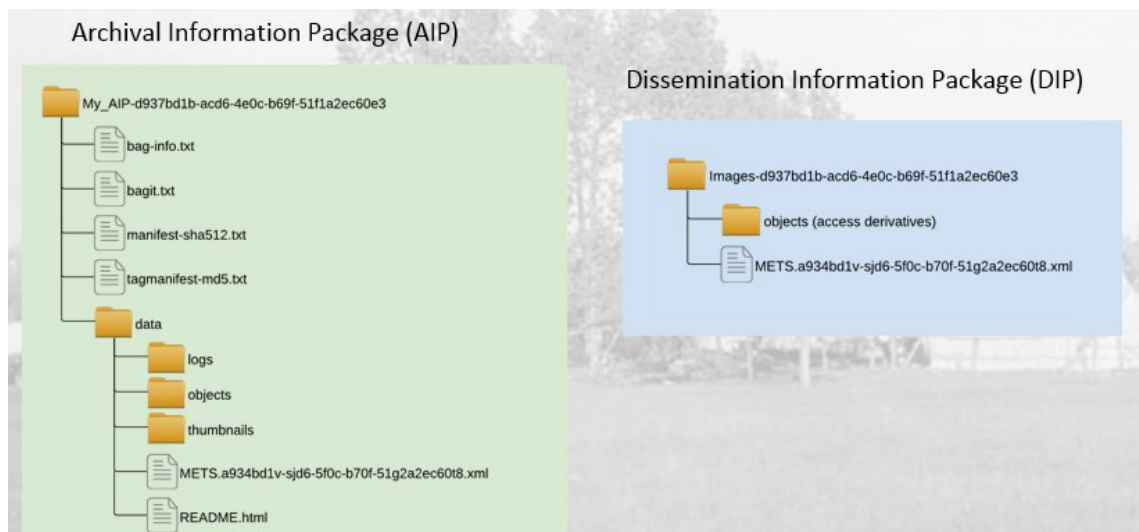 Archival Information Package (AIP)
My_AIP-d937bd1b-acd6-4e0c-b69f-51f1a2ec60e3
bag-info.txt
bagit.txt
manifest-sha512.txt
tagmanifest-md5.txt
data
logs
objects
thumbnails
METS.a934bd1v-sjd6-5f0c-b70f-51g2a2ec60t8.xml
README.html
Dissemination Information Package (DIP)
Images-d937bd1b-acd6-4e0c-b69f-51f1a2ec60e3
objects (access derivatives)
METS.a934bd1v-sjd6-5f0c-b70f-51g2a2ec60t8.xml